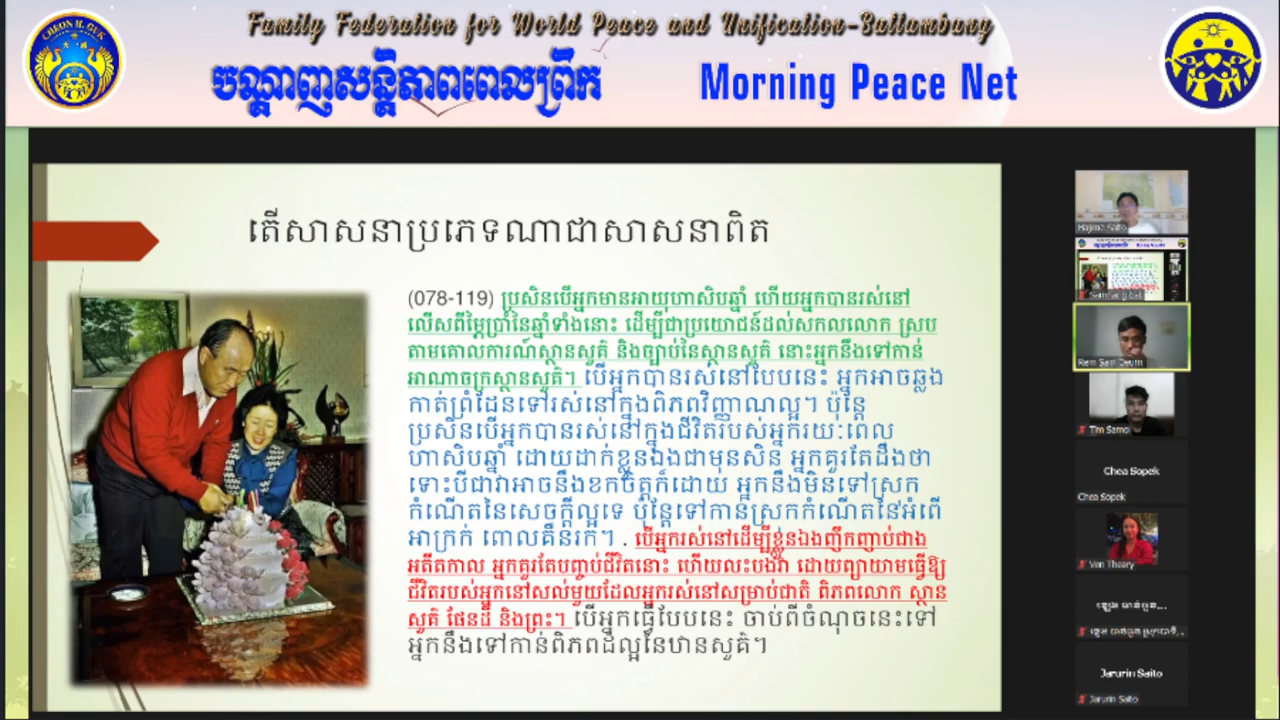 Family Federation for World Peace and Unification-Battambang
CHEON IL GUK
បណ្តាញសន្តិភាពពេលព្រឹក Morning Peace Net
តើសាសនាប្រភេទណាជាសាសនាពិត
(078-119) ប្រសិនបើអ្នកមានអាយុហាសិបឆ្នាំ ហើយអ្នកបានរស់នៅ
លើសពីម្ភៃប្រាំនៃឆ្នាំទាំងនោះ ដើម្បីជាប្រយោជន៍ដល់សកលលោក ស្រប
តាមគោលការណ៍ស្ថានសួគ៌ និងច្បាប់នៃស្ថានសួគ៌ នោះអ្នកនឹងទៅកាន់
អាណាចក្រស្ថានសួគ៌។ បើអ្នកបានរស់នៅបែបនេះ អ្នកអាចឆ្លង
កាត់ព្រំដែនទៅរស់នៅក្នុងពិភពវិញ្ញាណល្អ។ ប៉ុន្តែ
ប្រសិនបើអ្នកបានរស់នៅក្នុងជីវិតរបស់អ្នករយៈពេល
ហាសិបឆ្នាំ ដោយដាក់ខ្លួនឯងជាមុនសិន អ្នកគួរតែដឹងថា
ទោះបីជាវាអាចនឹងខកចិត្តក៏ដោយ អ្នកនឹងមិនទៅស្រុក
កំណើតនៃសេចក្តីល្អទេ ប៉ុន្តែទៅកាន់ស្រុកកំណើតនៃអំពើ
អាក្រក់ ពោលគឺនរក។ . បើអ្នករស់នៅដើម្បីខ្លួនឯងញឹកញាប់ជាង
អតីតកាល អ្នកគួរតែបញ្ចប់ជីវិតនោះ ហើយលះបង់វា ដោយព្យាយាមធ្វើឱ្យ
ជីវិតរបស់អ្នកនៅសល់មួយដែលអ្នករស់នៅសម្រាប់ជាតិ ពិភពលោក ស្ថាន
សួគ៌ ផែនដី និងព្រះ។ បើអ្នកធ្វើបែបនេះ ចាប់ពីចំណុចនេះទៅ
អ្នកនឹងទៅកាន់ពិភពដ៏ល្អនៃឋានសួគ៌។
Hajime Saito
Rem Sam Oeurn
Tim Samol
Chea Sopek
Chea Sopek
Van Theary
Jarurin Saito
Jarurin Saito